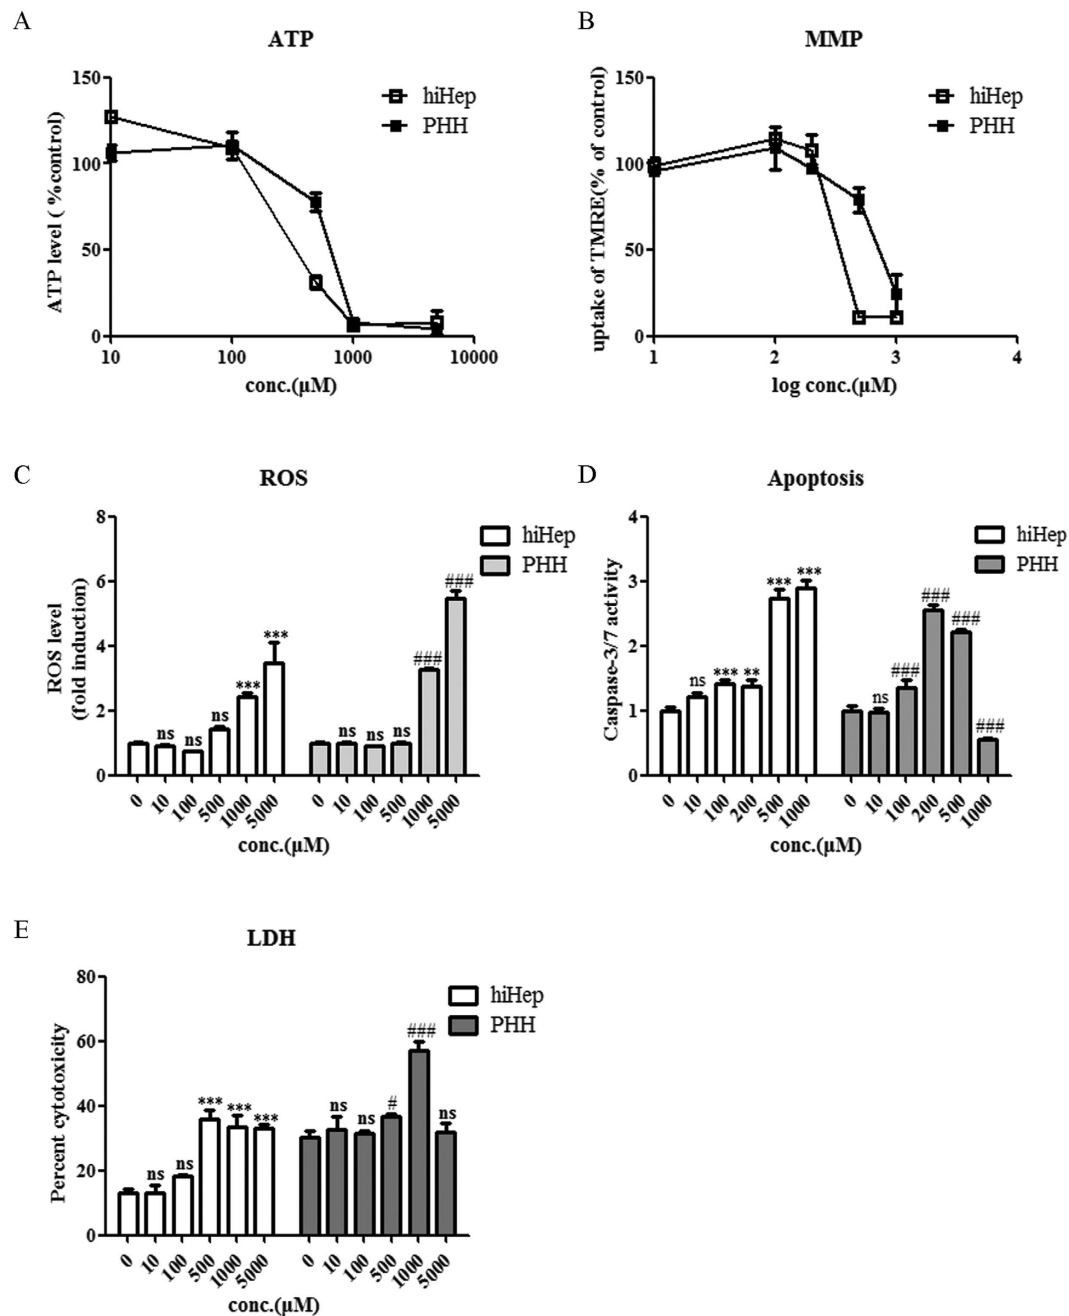 A
ATP
ATP level ( %control)
150
100
50
0
10
100
1000
10000
conc.(μM)
hiHep
PHH
B
MMP
uptake of TMRE(% of control)
150
100
50
0
1
2
3
4
log conc.(μM)
hiHep
PHH
C
ROS
ROS level
(fold induction)
8
6
4
2
0
ns
ns
ns
***
***
ns
ns
ns
###
###
0
10
100
500
1000
5000
0
10
100
500
1000
5000
conc.(μM)
hiHep
PHH
D
Apoptosis
Caspase-3/7 activity
4
3
2
1
0
ns
***
**
***
***
ns
###
###
###
###
0
10
100
200
500
1000
0
10
100
200
500
1000
conc.(μM)
hiHep
PHH
E
LDH
Percent cytotoxicity
80
60
40
20
0
ns
ns
***
***
***
ns
ns
#
###
ns
0
10
100
500
1000
5000
0
10
100
500
1000
5000
conc.(μM)
hiHep
PHH